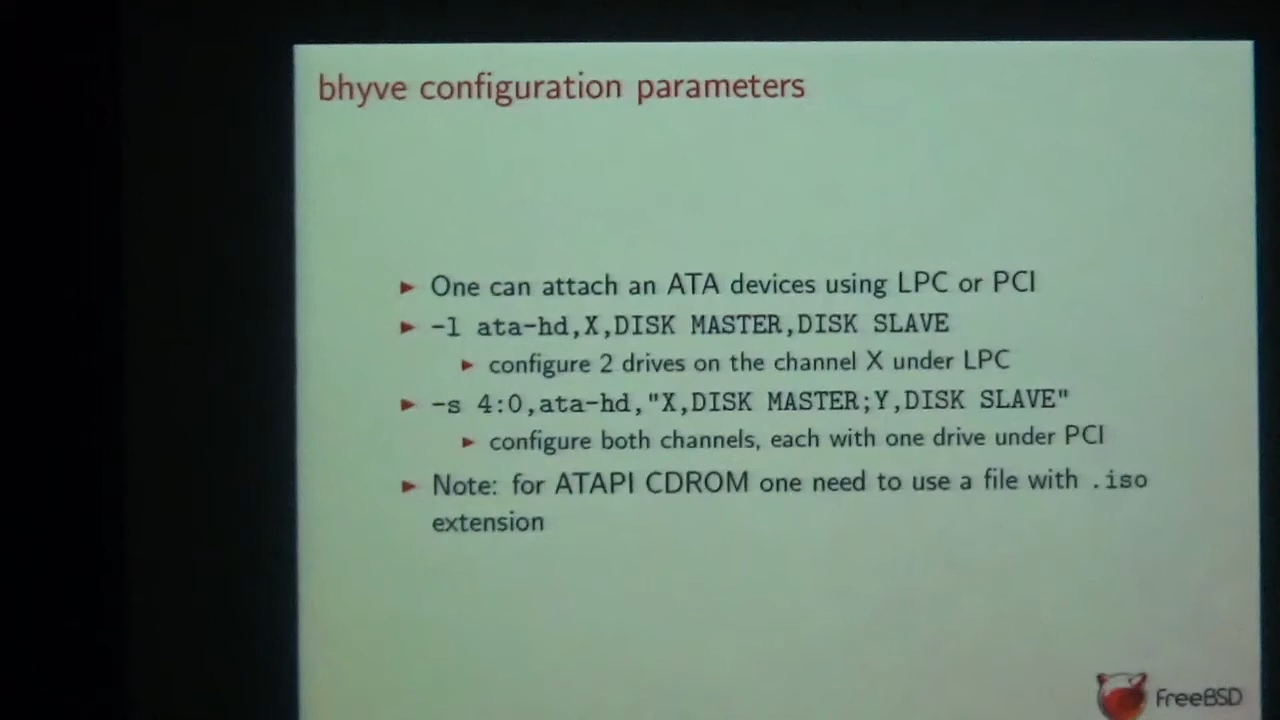 bhyve configuration parameters
► One can attach an ATA devices using LPC or PCI
► -l ata-hd,X,DISK MASTER,DISK SLAVE
► configure 2 drives on the channel X under LPC
► -s 4:0,ata-hd,"X,DISK MASTER;Y,DISK SLAVE"
► configure both channels, each with one drive under PCI
► Note: for ATAPI CDROM one need to use a file with .iso
extension
FreeBSD